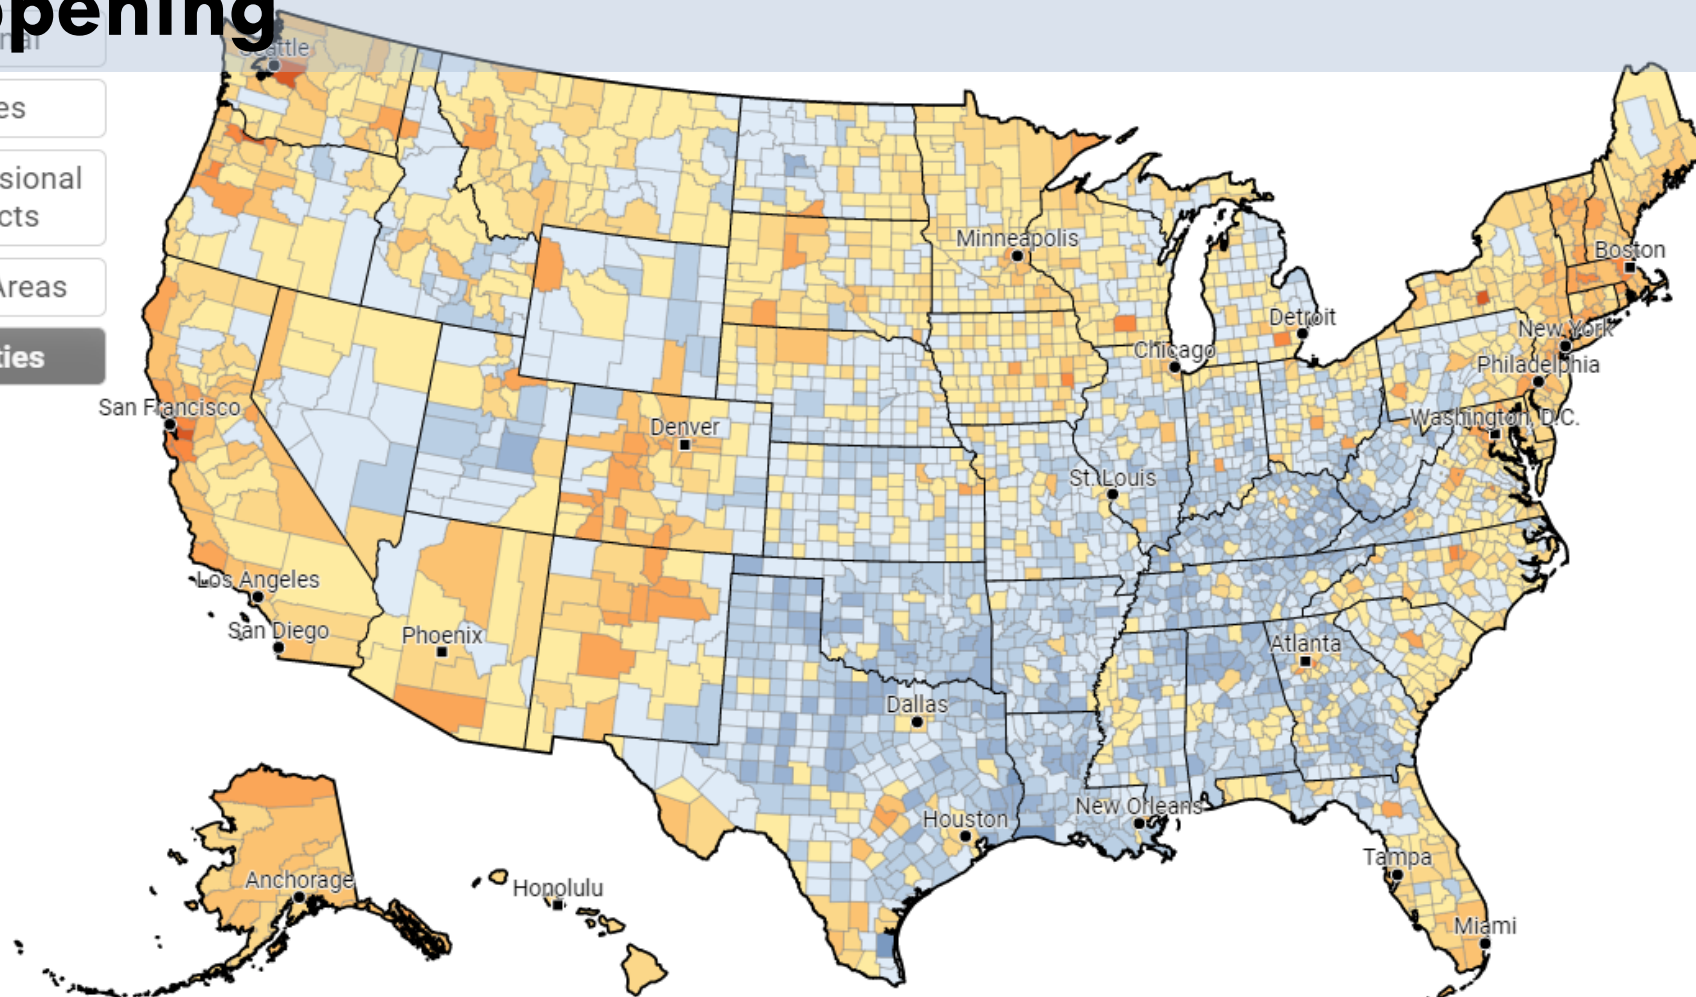 pening
nal
es
sional
cts
Areas
ties
Seattle
Minneapolis
Boston
Detroit
New York
Chicago
Philadelphia
San Francisco
Washington, D.C.
Denver
St. Louis
Los Angeles
San Diego
Phoenix
Atlanta
Dallas
New Orleans
Houston
Tampa
Anchorage
Honolulu
Miami